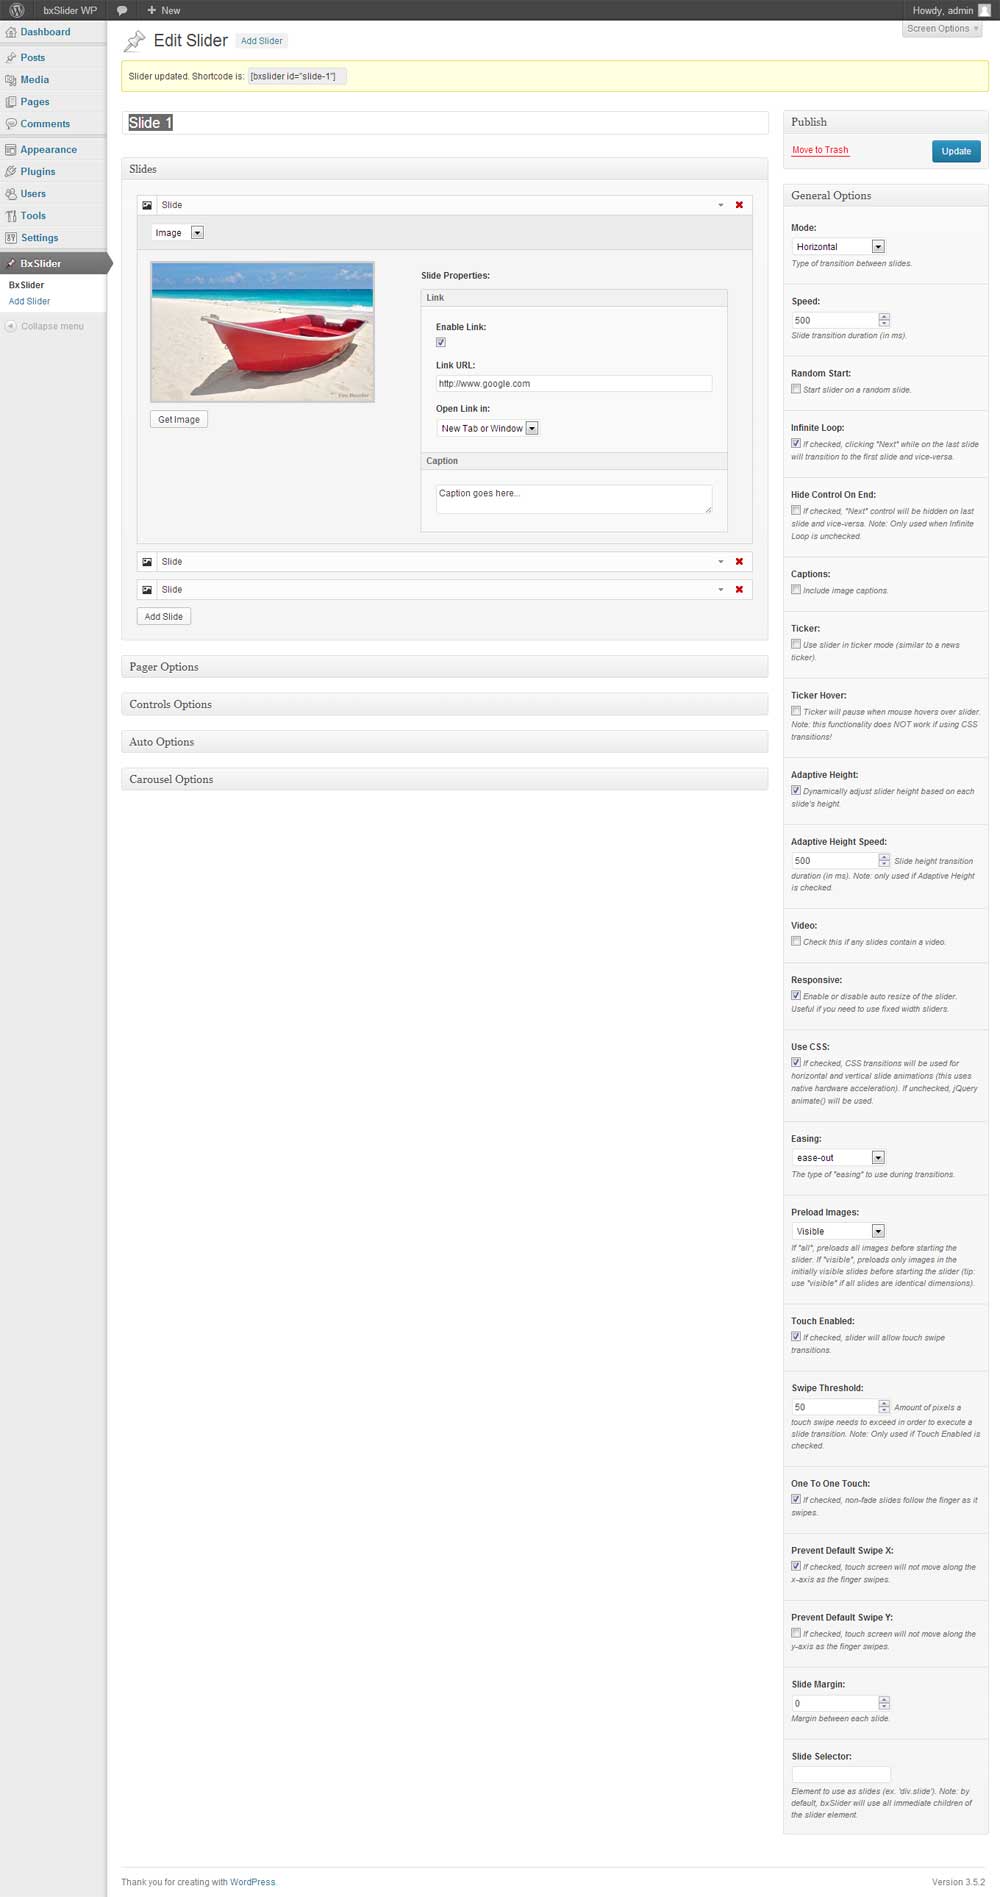 bxSlider WP
New
Howdy, admin
Dashboard
Posts
Media
Pages
Comments
Appearance
Plugins
Users
Tools
Settings
BxSlider
BxSlider
Add Slider
Collapse menu
Screen Options
Edit Slider
Add Slider
Slider updated. Shortcode is: [bxslider id="slide-1"]
Slide 1
Slides
Slide
Image
Get Image
Slide Properties:
Link
Enable Link:
Link URL:
http://www.google.com
Open Link in:
New Tab or Window
Caption
Caption goes here...
Slide
Slide
Add Slide
Pager Options
Controls Options
Auto Options
Carousel Options
Publish
Move to Trash
Update
General Options
Mode:
Horizontal
Type of transition between slides.
Speed:
500
Slide transition duration (in ms).
Random Start:
Start slider on a random slide.
Infinite Loop:
If checked, clicking "Next" while on the last slide
will transition to the first slide and vice-versa.
Hide Control On End:
If checked, "Next" control will be hidden on last
slide and vice-versa. Note: Only used when Infinite
Loop is unchecked.
Captions:
Include image captions.
Ticker:
Use slider in ticker mode (similar to a news
ticker).
Ticker Hover:
Ticker will pause when mouse hovers over slider.
Note: this functionality does NOT work if using CSS
transitions!
Adaptive Height:
Dynamically adjust slider height based on each
slide's height.
Adaptive Height Speed:
500 Slide height transition
duration (in ms). Note: only used if Adaptive Height
is checked.
Video:
Check this if any slides contain a video.
Responsive:
Enable or disable auto resize of the slider.
Useful if you need to use fixed width sliders.
Use CSS:
If checked, CSS transitions will be used for
horizontal and vertical slide animations (this uses
native hardware acceleration). If unchecked, jQuery
animate() will be used.
Easing:
ease-out
The type of "easing" to use during transitions.
Preload Images:
Visible
If "all", preloads all images before starting the
slider. If "visible", preloads only images in the
initially visible slides before starting the slider (tip:
use "visible" if all slides are identical dimensions).
Touch Enabled:
If checked, slider will allow touch swipe
transitions.
Swipe Threshold:
50 Amount of pixels a
touch swipe needs to exceed in order to execute a
slide transition. Note: Only used if Touch Enabled is
checked.
One To One Touch:
If checked, non-fade slides follow the finger as it
swipes.
Prevent Default Swipe X:
If checked, touch screen will not move along the
x-axis as the finger swipes.
Prevent Default Swipe Y:
If checked, touch screen will not move along the
y-axis as the finger swipes.
Slide Margin:
0
Margin between each slide.
Slide Selector:
Element to use as slides (ex. 'div.slide'). Note: by
default, bxSlider will use all immediate children of
the slider element.
Thank you for creating with WordPress
Version 3.5.2